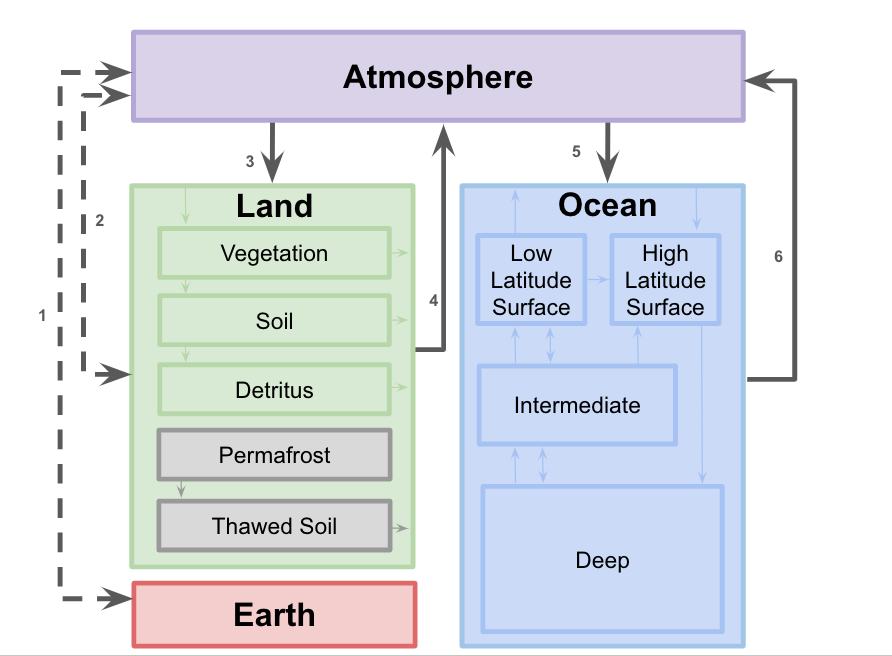 Atmosphere
3
5
Land
Ocean
2
Vegetation
Low
Latitude
Surface
High
Latitude
Surface
6
4
1
Soil
Detritus
Intermediate
Permafrost
Thawed Soil
Deep
Earth